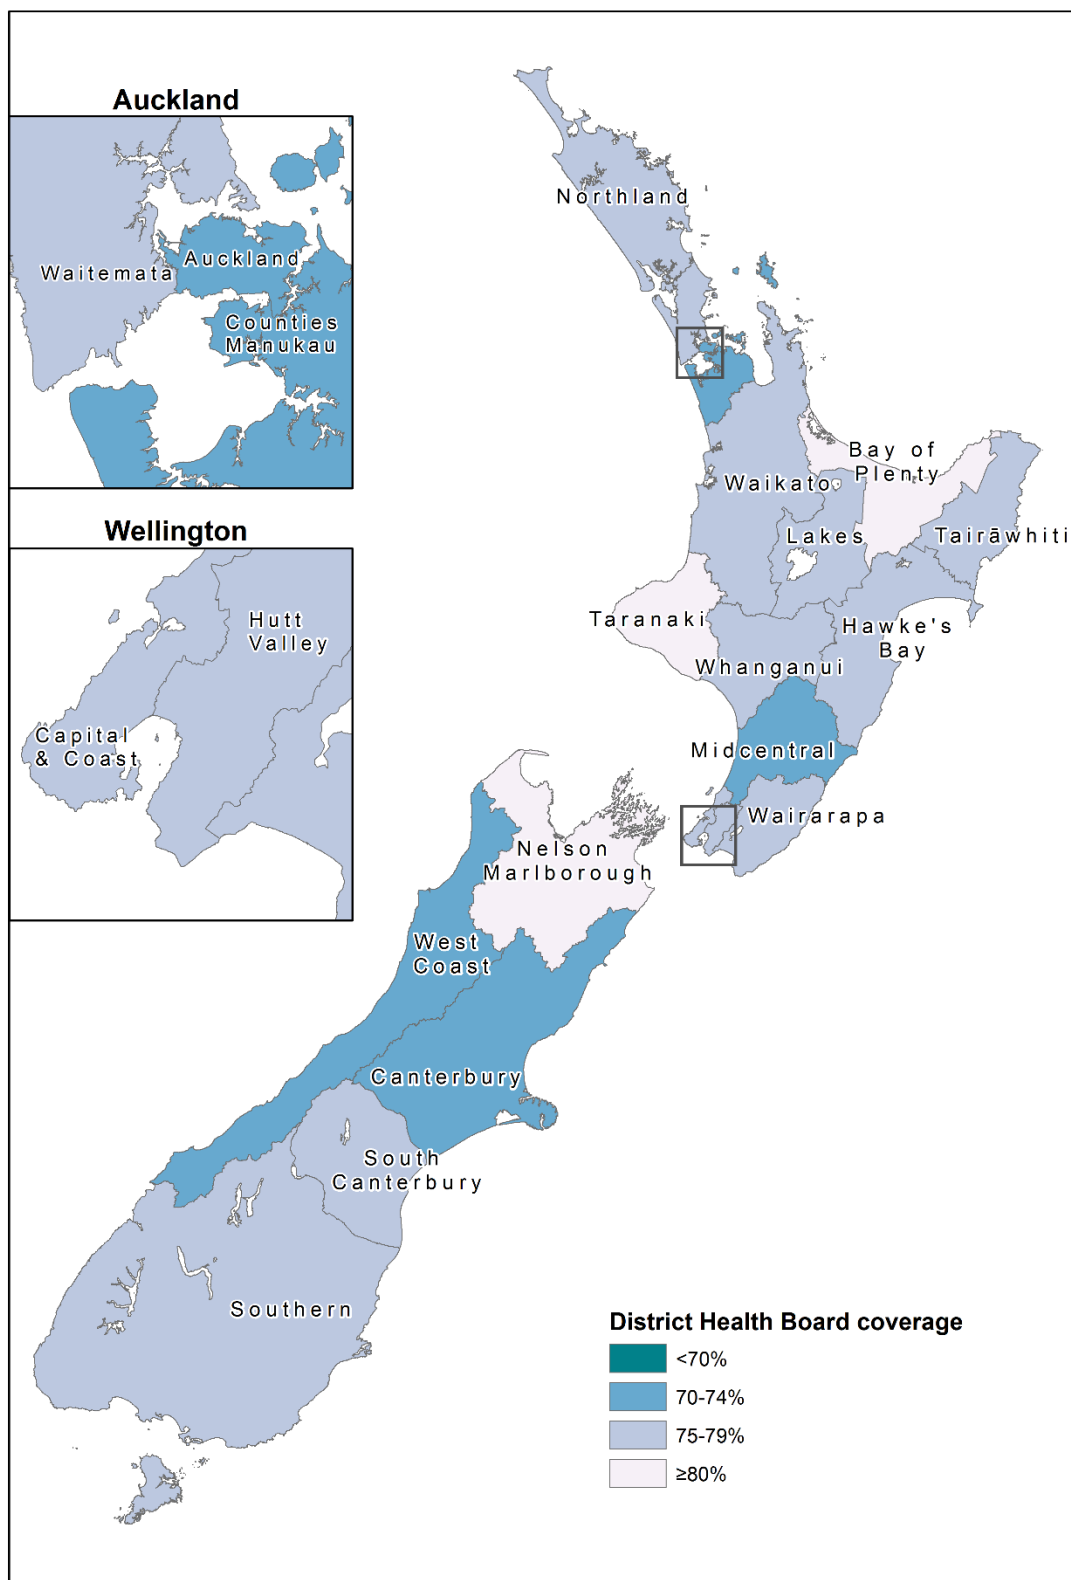 Auckland
Waitemata
Auckland
Counties
Manukau
Wellington
Hutt
Valley
Capital
& Coast
Northland
Bay of
Plenty
Waikato
Lakes
Tairāwhiti
Taranaki
Hawke's
Bay
Whanganui
Midcentral
Wairarapa
Nelson
Marlborough
West
Coast
Canterbury
South
Canterbury
Southern
District Health Board coverage
<70%
70-74%
75-79%
≥80%